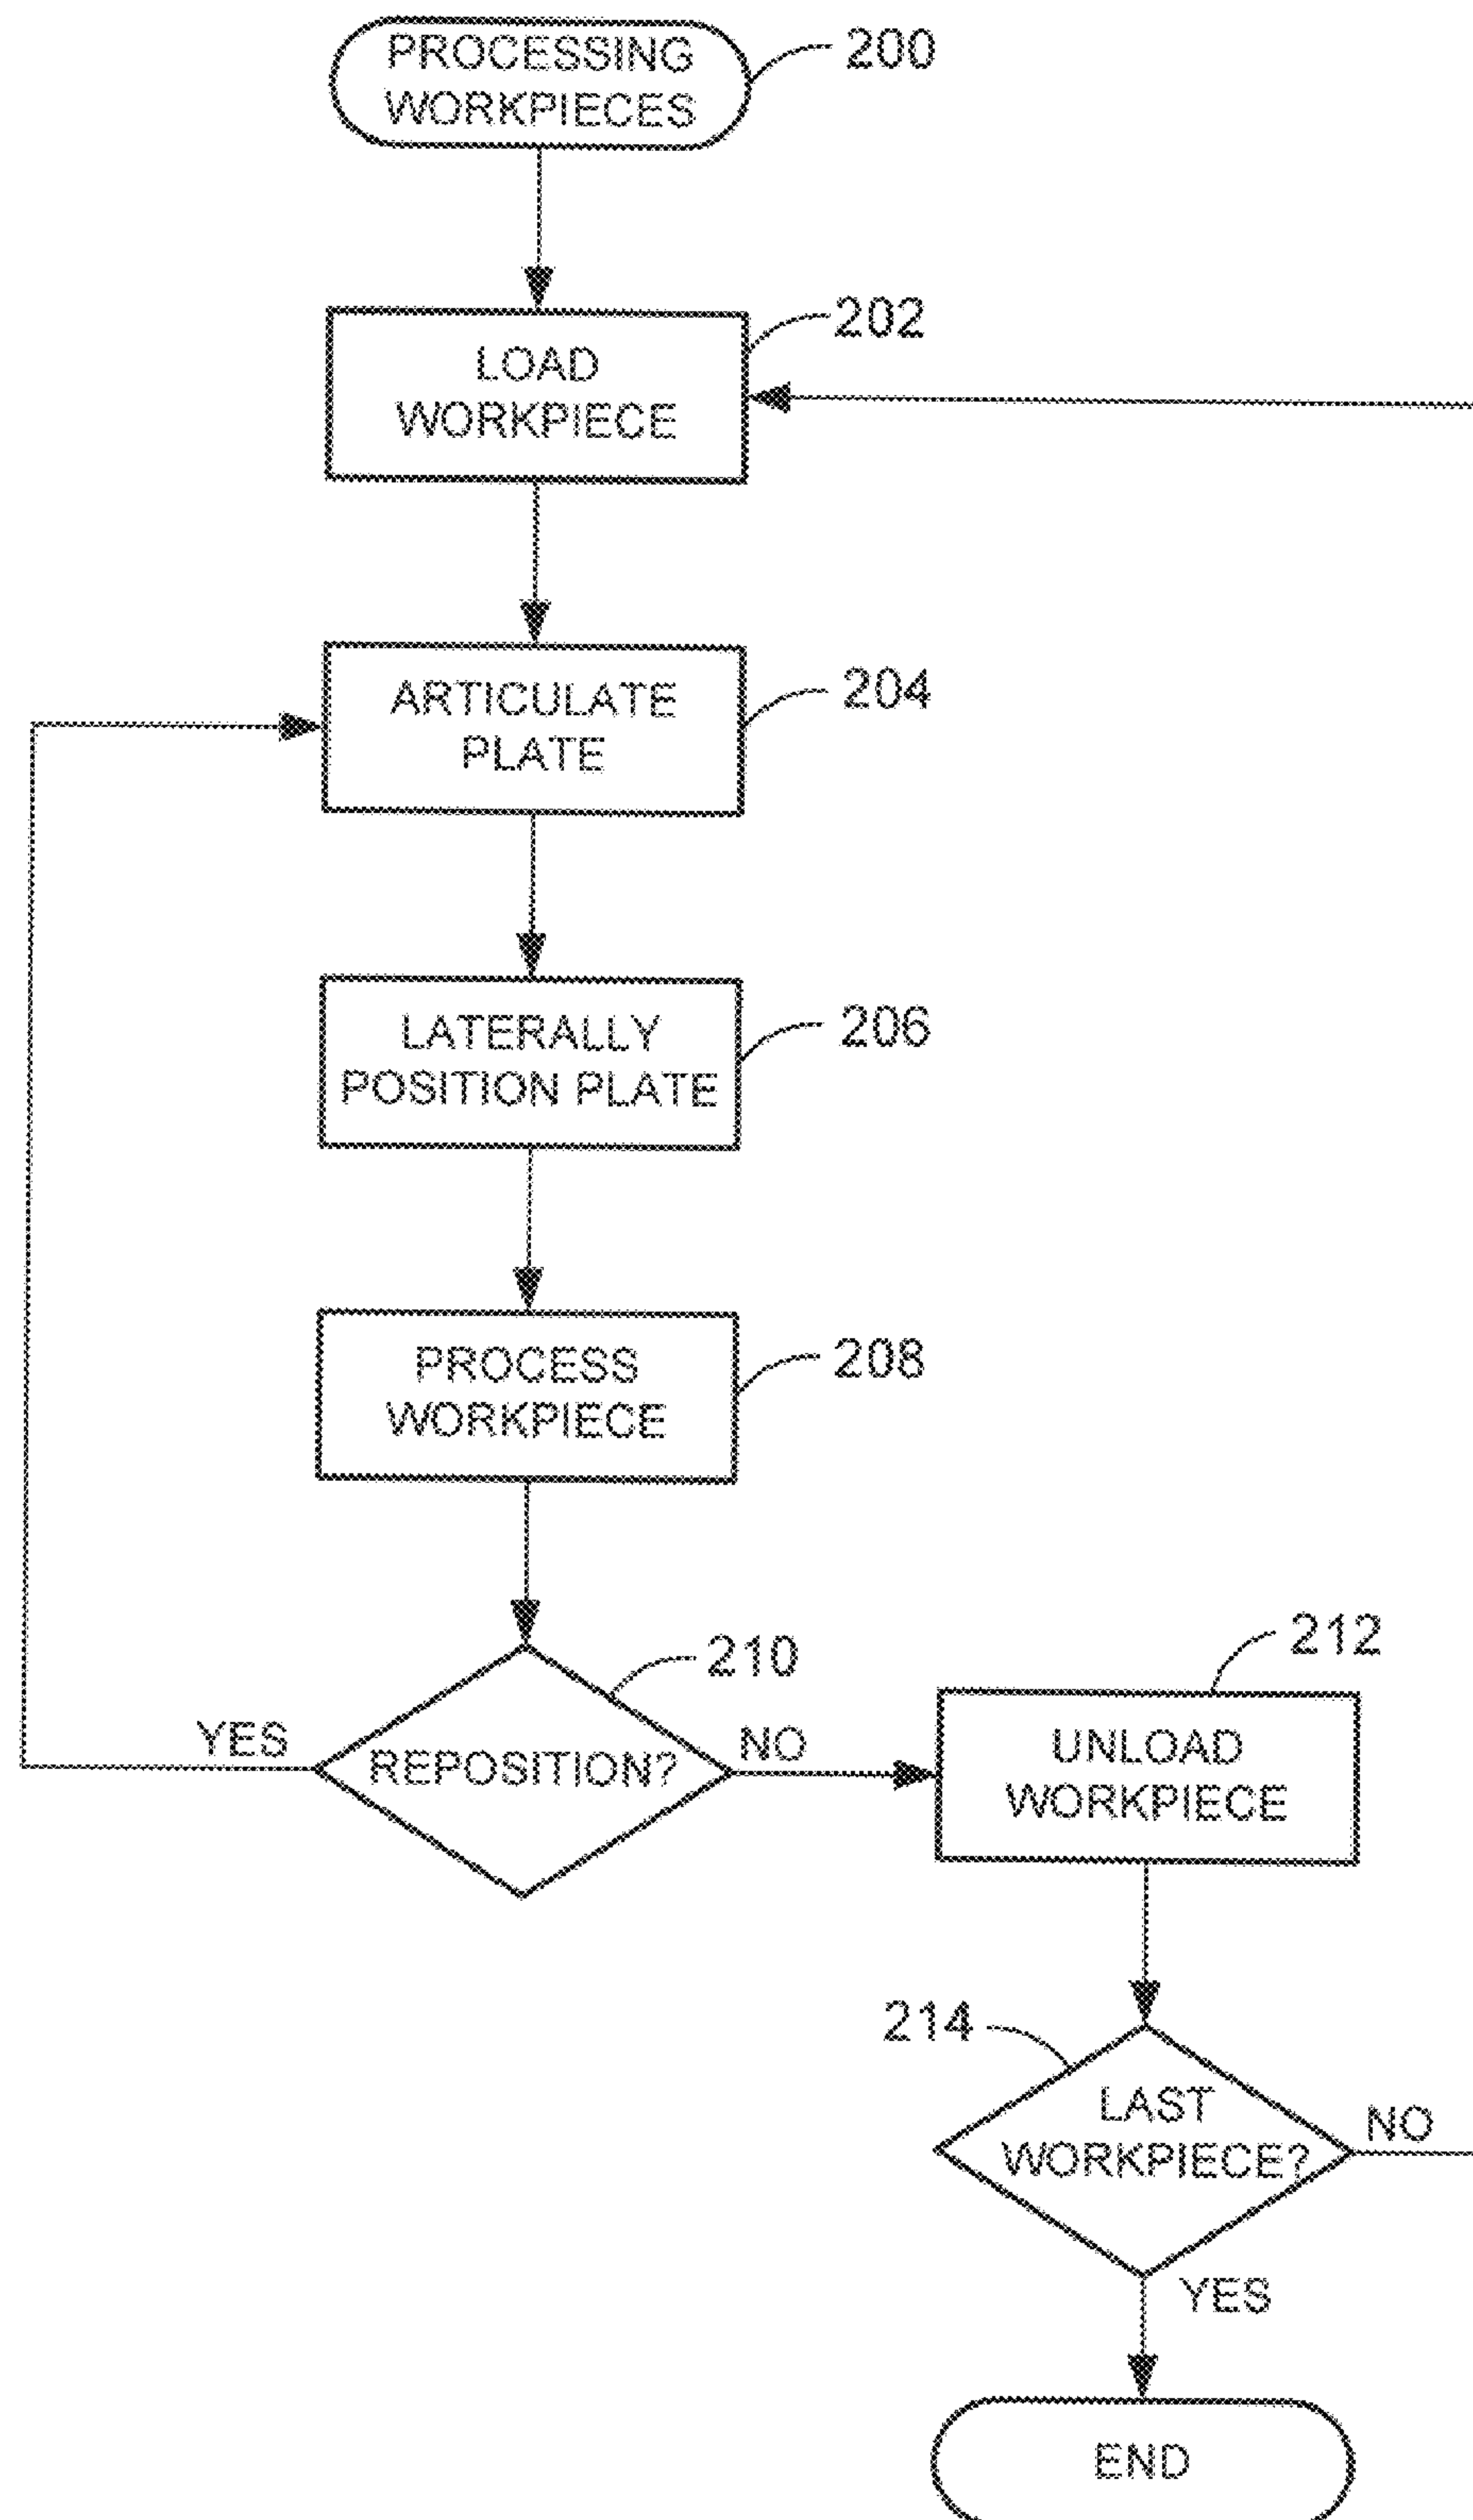 PROCESSING
WORKPIECES
200
LOAD
WORKPIECE
202
ARTICULATE
PLATE
204
LATERALLY
POSITION PLATE
206
PROCESS
WORKPIECE
208
REPOSITION?
210
YES
NO
UNLOAD
WORKPIECE
212
LAST
WORKPIECE?
214
NO
YES
END